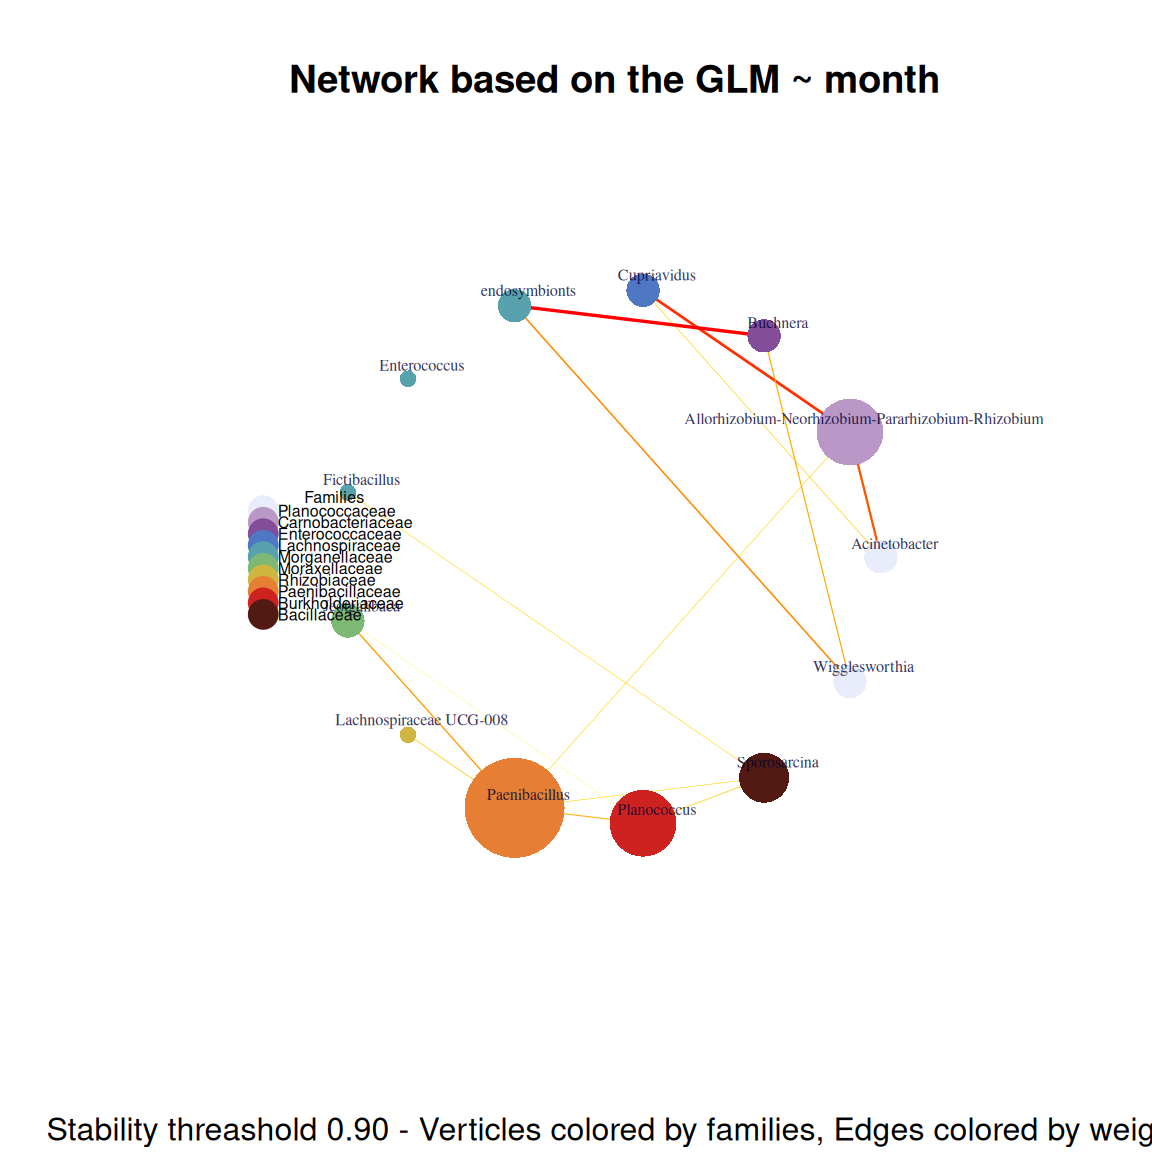 Network based on the GLM ~ month
Cupriavidus
endosymbionts
Buchnera
Enterococcus
Allorhizobium-Neorhizobium-Pararhizobium-Rhizobium
Fictibacillus
Families
Planococcaceae
Carnobacteriaceae
Enterococcaceae
Lachnospiraceae
Morganellaceae
Moraxellaceae
Rhizobiaceae
Paenibacillaceae
Burkholderiaceae
Bacillaceae
Acinetobacter
Wigglesworthia
Lachnospiraceae UCG-008
Sporosarcina
Paenibacillus
Planococcus
Stability threashold 0.90 - Verticles colored by families, Edges colored by weig